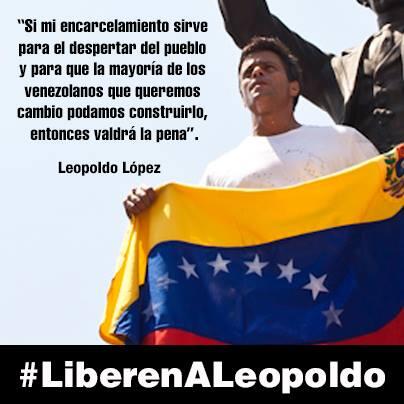 “Si mi encarcelamiento sirve
para el despertar del pueblo
y para que la mayoría de los
venezolanos que queremos
cambio podamos construirlo,
entonces valdrá la pena”.
Leopoldo López
#LiberenALeopoldo